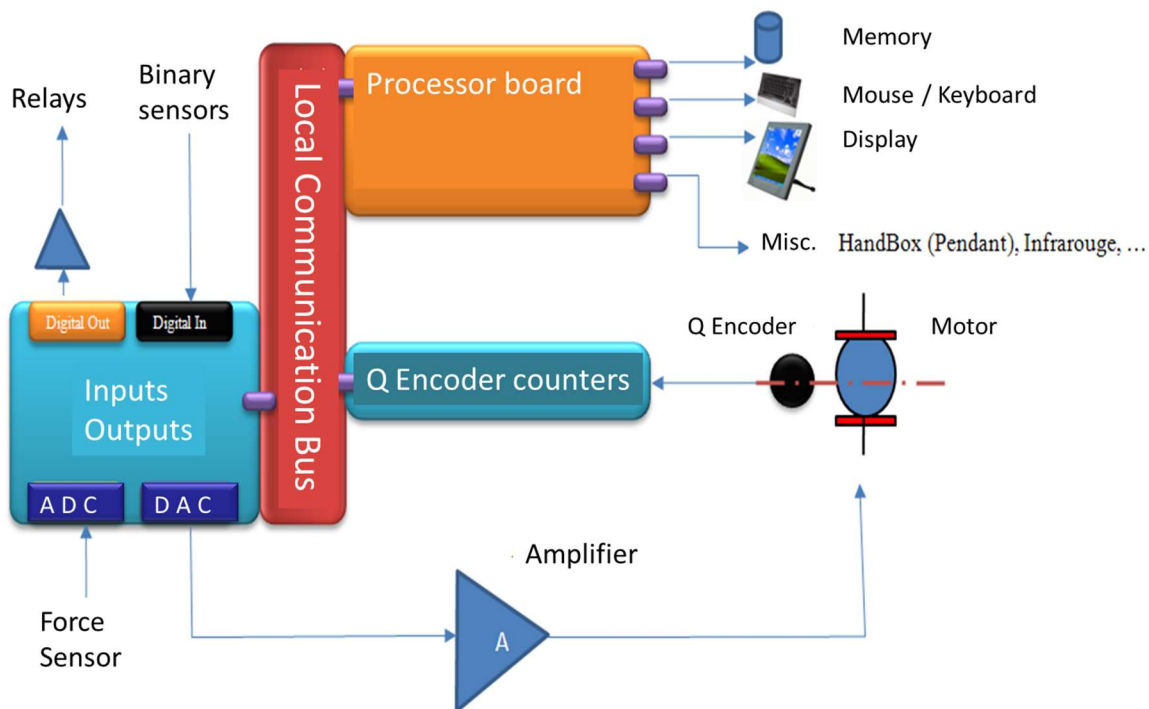 Relays
Binary
sensors
Local Communication Bus
Processor board
Memory
Mouse / Keyboard
Display
Misc. HandBox (Pendant), Infrarouge, ...
Digital Out
Digital In
Inputs
Outputs
A D C
D A C
Q Encoder counters
Q Encoder
Motor
Force
Sensor
Amplifier
A